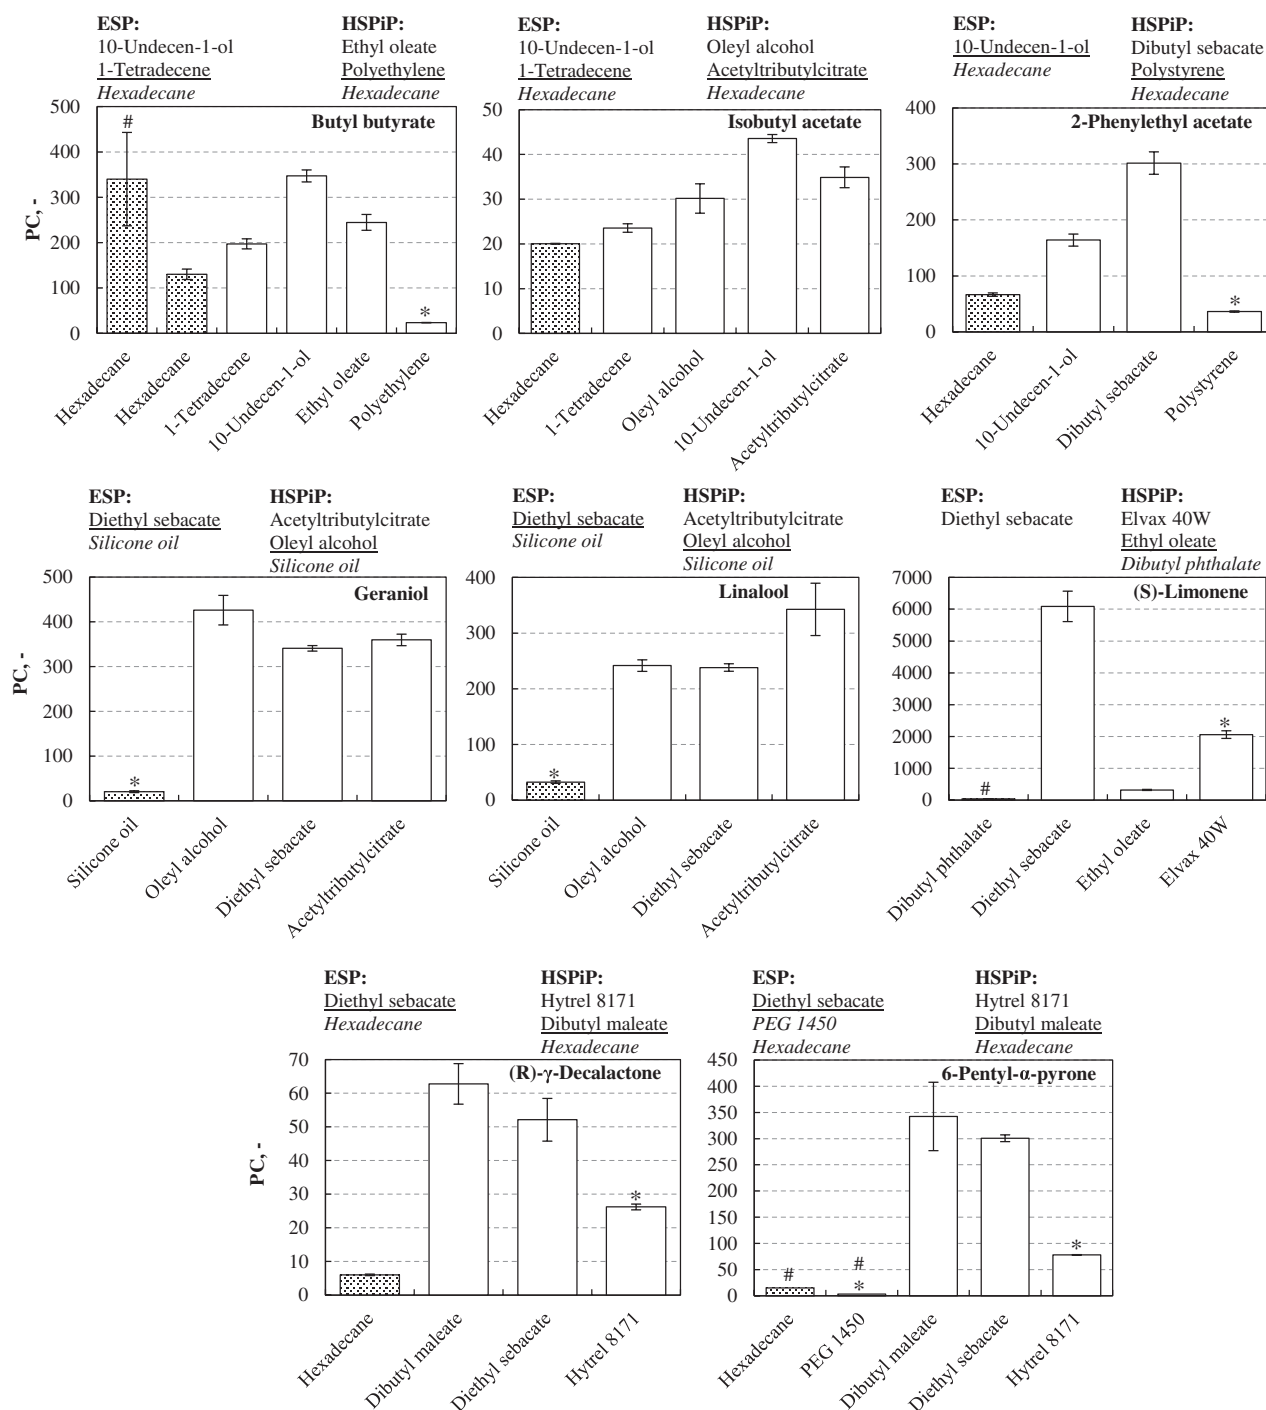 ESP:
10-Undecen-1-ol
1-Tetradecene
Hexadecane
HSPiP:
Ethyl oleate
Polyethylene
Hexadecane
Butyl butyrate
PC, -
500
400
300
200
100
0
#
*
Hexadecane
Hexadecane
1-Tetradecene
10-Undecen-1-ol
Ethyl oleate
Polyethylene
ESP:
10-Undecen-1-ol
1-Tetradecene
Hexadecane
HSPiP:
Oleyl alcohol
Acetyltributylcitrate
Hexadecane
Isobutyl acetate
50
40
30
20
10
0
Hexadecane
1-Tetradecene
Oleyl alcohol
10-Undecen-1-ol
Acetyltributylcitrate
ESP:
10-Undecen-1-ol
Hexadecane
HSPiP:
Dibutyl sebacate
Polystyrene
Hexadecane
2-Phenylethyl acetate
400
300
200
100
0
*
Hexadecane
10-Undecen-1-ol
Dibutyl sebacate
Polystyrene
ESP:
Diethyl sebacate
Silicone oil
HSPiP:
Acetyltributylcitrate
Oleyl alcohol
Silicone oil
Geraniol
PC, -
500
400
300
200
100
0
*
Silicone oil
Oleyl alcohol
Diethyl sebacate
Acetyltributylcitrate
ESP:
Diethyl sebacate
Silicone oil
HSPiP:
Acetyltributylcitrate
Oleyl alcohol
Silicone oil
Linalool
400
300
200
100
0
*
Silicone oil
Oleyl alcohol
Diethyl sebacate
Acetyltributylcitrate
ESP:
Diethyl sebacate
HSPiP:
Elvax 40W
Ethyl oleate
Dibutyl phthalate
(S)-Limonene
7000
6000
5000
4000
3000
2000
1000
0
#
*
Dibutyl phthalate
Diethyl sebacate
Ethyl oleate
Elvax 40W
ESP:
Diethyl sebacate
Hexadecane
HSPiP:
Hytrel 8171
Dibutyl maleate
Hexadecane
(R)-γ-Decalactone
PC, -
70
60
50
40
30
20
10
0
*
Hexadecane
Dibutyl maleate
Diethyl sebacate
Hytrel 8171
ESP:
Diethyl sebacate
PEG 1450
Hexadecane
HSPiP:
Hytrel 8171
Dibutyl maleate
Hexadecane
6-Pentyl-α-pyrone
450
400
350
300
250
200
150
100
50
0
#
#
*
*
Hexadecane
PEG 1450
Dibutyl maleate
Diethyl sebacate
Hytrel 8171